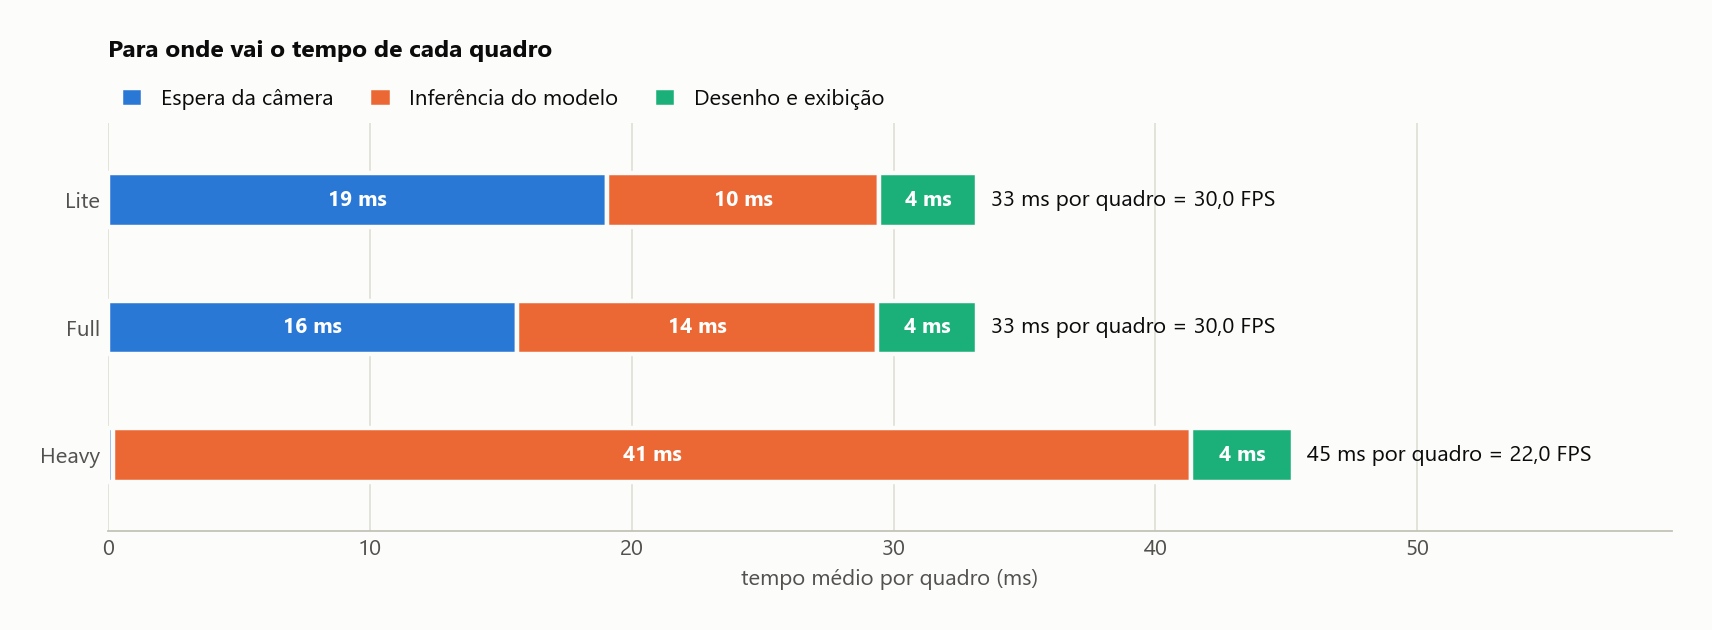 Para onde vai o tempo de cada quadro
Espera da câmera Inferência do modelo Desenho e exibição
Lite 19 ms 10 ms 4 ms 33 ms por quadro = 30,0 FPS
Full 16 ms 14 ms 4 ms 33 ms por quadro = 30,0 FPS
Heavy 41 ms 4 ms 45 ms por quadro = 22,0 FPS
0 10 20 30 40 50
tempo médio por quadro (ms)